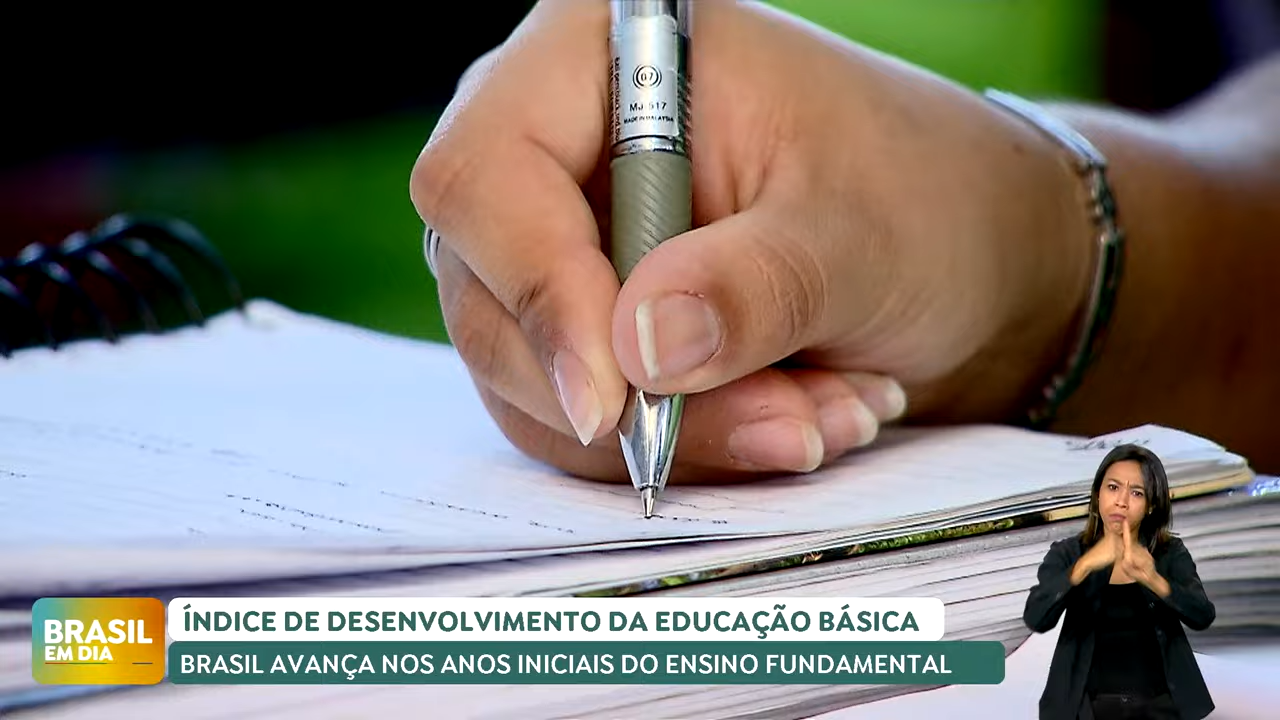 0.7
MJ-517
MADE IN MALAYSIA
BRASIL
EM DIA
ÍNDICE DE DESENVOLVIMENTO DA EDUCAÇÃO BÁSICA
BRASIL AVANÇA NOS ANOS INICIAIS DO ENSINO FUNDAMENTAL